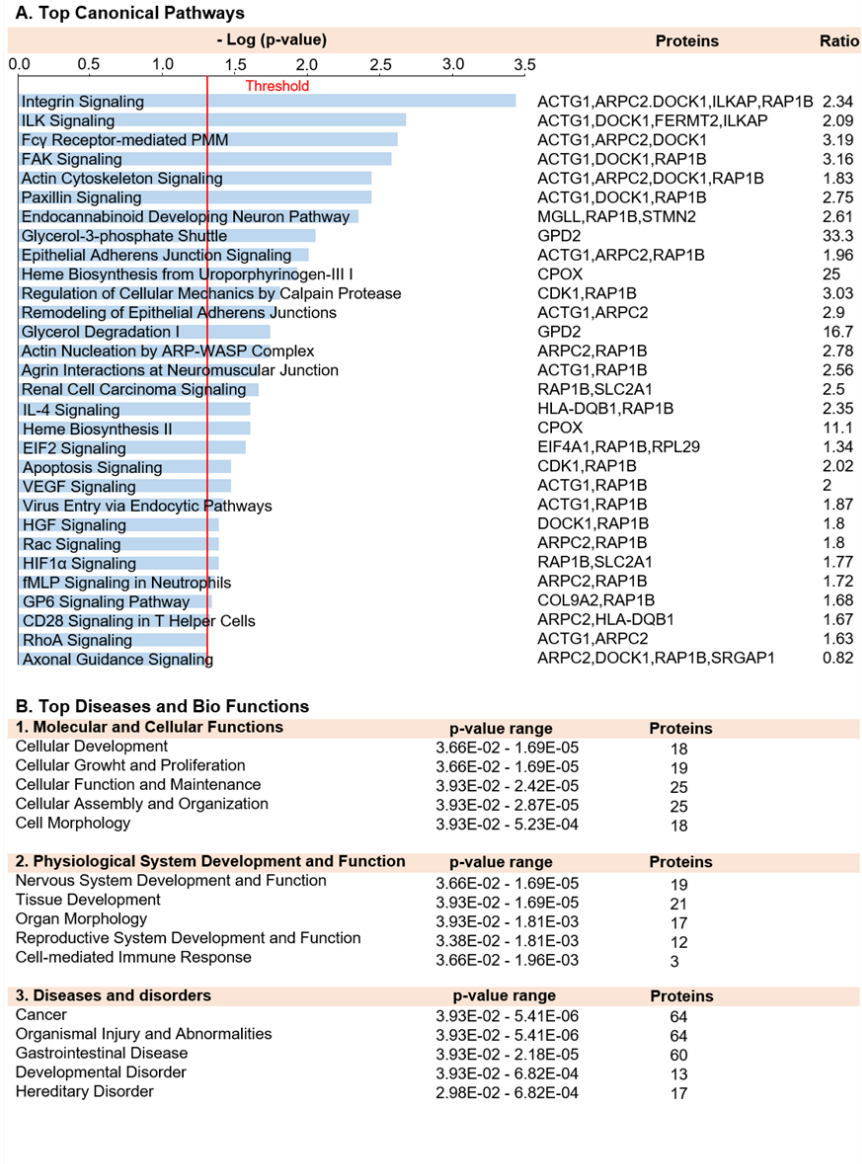 A. Top Canonical Pathways
- Log (p-value) Proteins Ratio
0.0 0.5 1.0 1.5 2.0 2.5 3.0 3.5
Threshold
Integrin Signaling ACTG1,ARPC2.DOCK1,ILKAP,RAP1B 2.34
ILK Signaling ACTG1,DOCK1,FERMT2,ILKAP 2.09
Fcγ Receptor-mediated PMM ACTG1,ARPC2,DOCK1 3.19
FAK Signaling ACTG1,DOCK1,RAP1B 3.16
Actin Cytoskeleton Signaling ACTG1,ARPC2,DOCK1,RAP1B 1.83
Paxillin Signaling ACTG1,DOCK1,RAP1B 2.75
Endocannabinoid Developing Neuron Pathway MGLL,RAP1B,STMN2 2.61
Glycerol-3-phosphate Shuttle GPD2 33.3
Epithelial Adherens Junction Signaling ACTG1,ARPC2,RAP1B 1.96
Heme Biosynthesis from Uroporphyrinogen-III I CPOX 25
Regulation of Cellular Mechanics by Calpain Protease CDK1,RAP1B 3.03
Remodeling of Epithelial Adherens Junctions ACTG1,ARPC2 2.9
Glycerol Degradation I GPD2 16.7
Actin Nucleation by ARP-WASP Complex ARPC2,RAP1B 2.78
Agrin Interactions at Neuromuscular Junction ACTG1,RAP1B 2.56
Renal Cell Carcinoma Signaling RAP1B,SLC2A1 2.5
IL-4 Signaling HLA-DQB1,RAP1B 2.35
Heme Biosynthesis II CPOX 11.1
EIF2 Signaling EIF4A1,RAP1B,RPL29 1.34
Apoptosis Signaling CDK1,RAP1B 2.02
VEGF Signaling ACTG1,RAP1B 2
Virus Entry via Endocytic Pathways ACTG1,RAP1B 1.87
HGF Signaling DOCK1,RAP1B 1.8
Rac Signaling ARPC2,RAP1B 1.8
HIF1α Signaling RAP1B,SLC2A1 1.77
fMLP Signaling in Neutrophils ARPC2,RAP1B 1.72
GP6 Signaling Pathway COL9A2,RAP1B 1.68
CD28 Signaling in T Helper Cells ARPC2,HLA-DQB1 1.67
RhoA Signaling ACTG1,ARPC2 1.63
Axonal Guidance Signaling ARPC2,DOCK1,RAP1B,SRGAP1 0.82
B. Top Diseases and Bio Functions
1. Molecular and Cellular Functions p-value range Proteins
Cellular Development 3.66E-02 - 1.69E-05 18
Cellular Growht and Proliferation 3.66E-02 - 1.69E-05 19
Cellular Function and Maintenance 3.93E-02 - 2.42E-05 25
Cellular Assembly and Organization 3.93E-02 - 2.87E-05 25
Cell Morphology 3.93E-02 - 5.23E-04 18
2. Physiological System Development and Function p-value range Proteins
Nervous System Development and Function 3.66E-02 - 1.69E-05 19
Tissue Development 3.93E-02 - 1.69E-05 21
Organ Morphology 3.93E-02 - 1.81E-03 17
Reproductive System Development and Function 3.38E-02 - 1.81E-03 12
Cell-mediated Immune Response 3.66E-02 - 1.96E-03 3
3. Diseases and disorders p-value range Proteins
Cancer 3.93E-02 - 5.41E-06 64
Organismal Injury and Abnormalities 3.93E-02 - 5.41E-06 64
Gastrointestinal Disease 3.93E-02 - 2.18E-05 60
Developmental Disorder 3.93E-02 - 6.82E-04 13
Hereditary Disorder 2.98E-02 - 6.82E-04 17